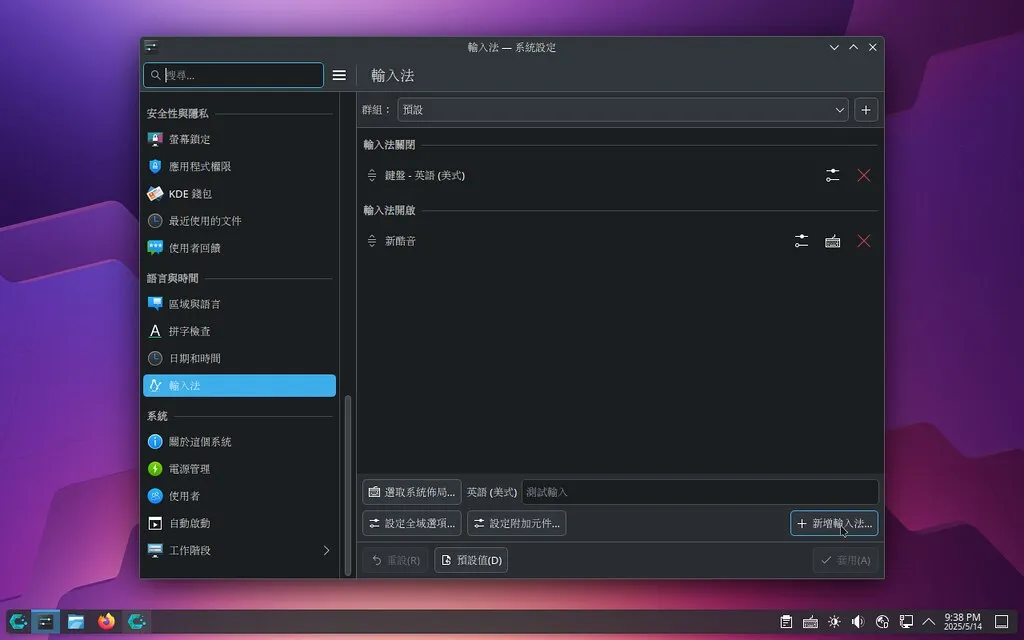 輸入法 — 系統設定
搜尋...
輸入法
安全性與隱私
螢幕鎖定
應用程式權限
KDE 錢包
最近使用的文件
使用者回饋
語言與時間
區域與語言
拼字檢查
日期和時間
輸入法
系統
關於這個系統
電源管理
使用者
自動啟動
工作階段
群組：
預設
輸入法關閉
鍵盤 - 英語 (美式)
輸入法開啟
新酷音
選取系統佈局...
英語 (美式)
測試輸入
設定全域選項...
設定附加元件...
新增輸入法...
重設(R)
預設值(D)
套用(A)
9:38 PM
2025/5/14